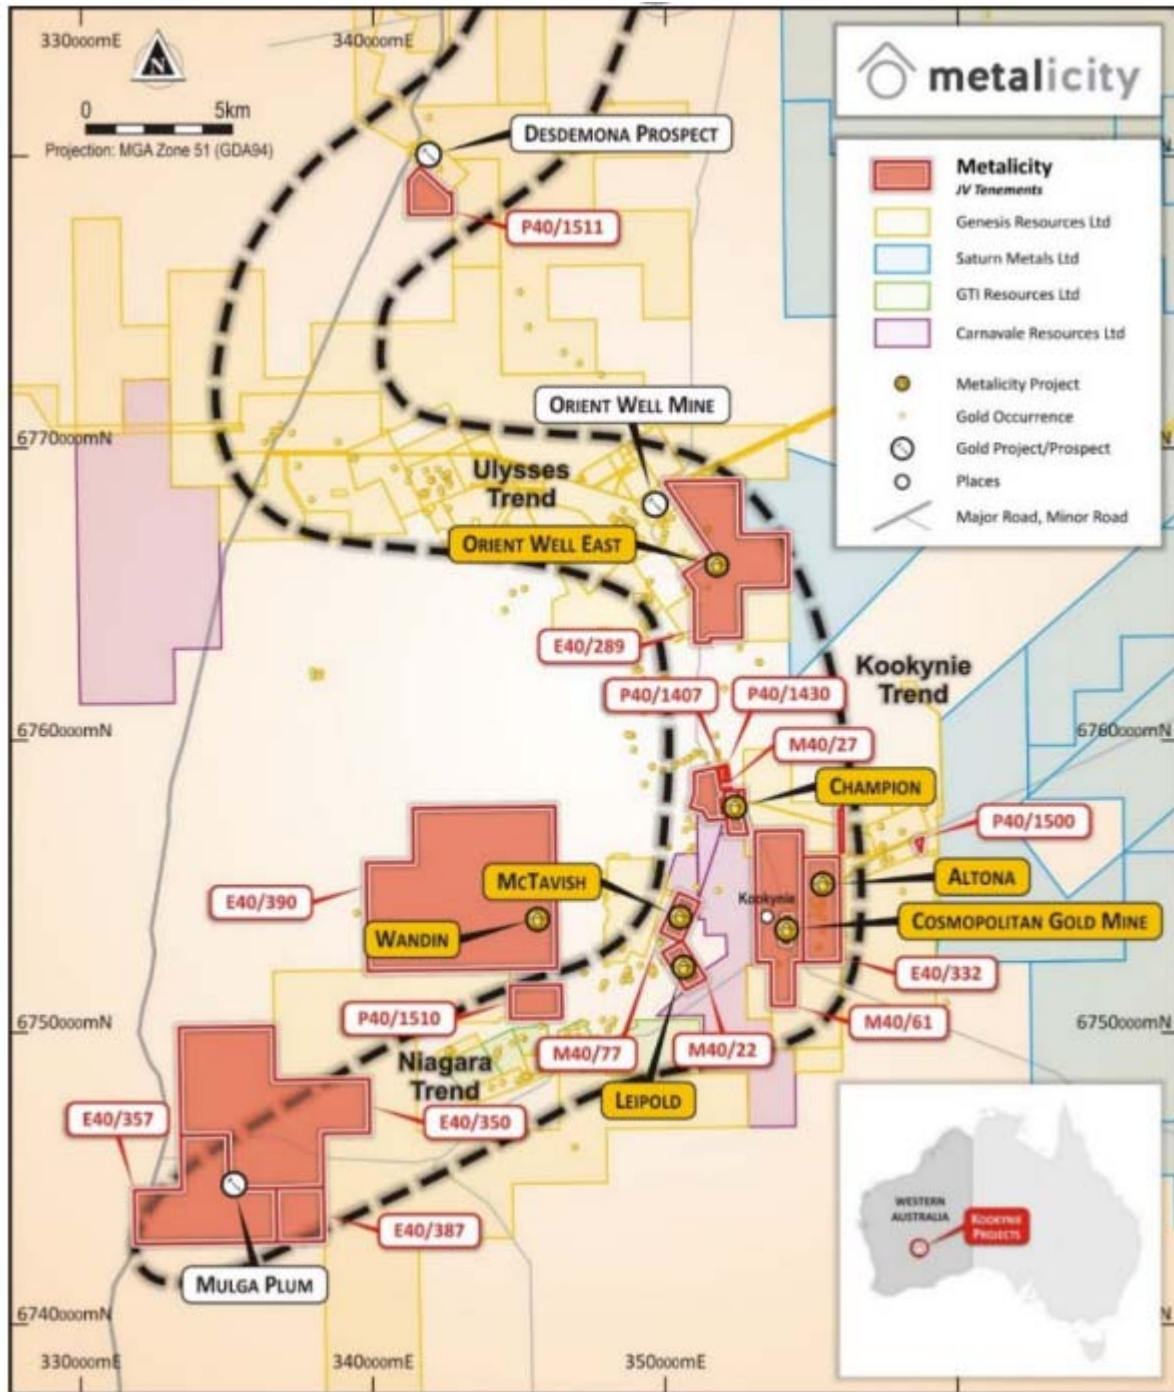 330000mE
340000mE
N
0
5km
Projection: MGA Zone 51 (GDA94)
metalicity
Metalicity
JV Tenements
Genesis Resources Ltd
Saturn Metals Ltd
GTI Resources Ltd
Carnavale Resources Ltd
Metalicity Project
Gold Occurrence
Gold Project/Prospect
Places
Major Road, Minor Road
DESDEMONA PROSPECT
P40/1511
ORIENT WELL MINE
6770000mN
Ulysses
Trend
ORIENT WELL EAST
E40/289
Kookynie
Trend
P40/1407
P40/1430
6760000mN
6760000mN
M40/27
CHAMPION
P40/1500
MCTAVISH
ALTONA
E40/390
Kookynie
WANDIN
COSMOPOLITAN GOLD MINE
E40/332
P40/1510
M40/61
6750000mN
6750000mN
M40/77
M40/22
Niagara
Trend
LEIPOLD
E40/357
E40/350
E40/387
MULGA PLUM
WESTERN
AUSTRALIA
KOOKYNIE
PROJECTS
6740000mN
330000mE
340000mE
350000mE